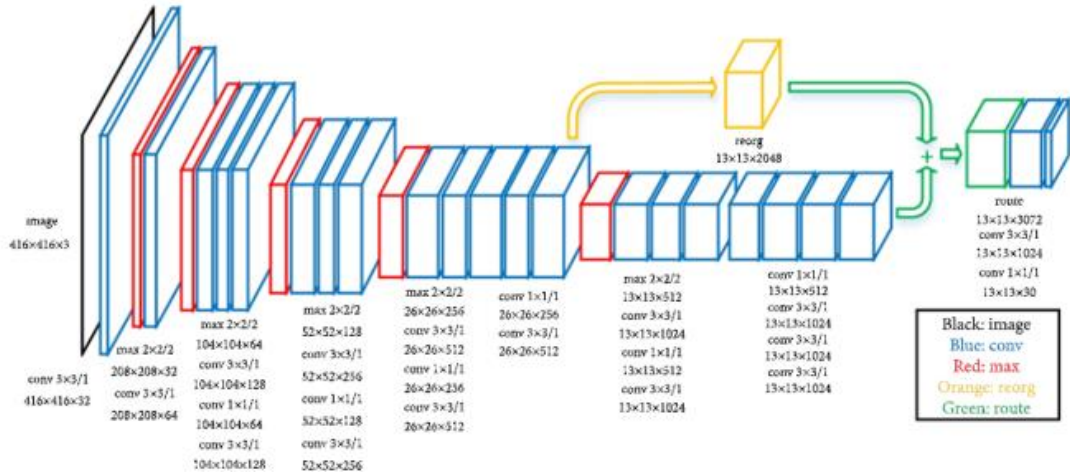 image
416×416×3
conv 3×3/1
416×416×32
max 2×2/2
208×208×32
conv 3×3/1
208×208×64
max 2×2/2
104×104×64
conv 3×3/1
104×104×128
conv 1×1/1
104×104×64
conv 3×3/1
104×104×128
max 2×2/2
52×52×128
conv 3×3/1
52×52×256
conv 1×1/1
52×52×128
conv 3×3/1
52×52×256
max 2×2/2
26×26×256
conv 3×3/1
26×26×512
conv 1×1/1
26×26×256
conv 3×3/1
26×26×512
conv 1×1/1
26×26×256
conv 3×3/1
26×26×512
reorg
13×13×2048
max 2×2/2
13×13×512
conv 3×3/1
13×13×1024
conv 1×1/1
13×13×512
conv 3×3/1
13×13×1024
conv 1×1/1
13×13×512
conv 3×3/1
13×13×1024
conv 3×3/1
13×13×1024
conv 3×3/1
13×13×1024
+
route
13×13×3072
conv 3×3/1
13×13×1024
conv 1×1/1
13×13×30
Black: image
Blue: conv
Red: max
Orange: reorg
Green: route